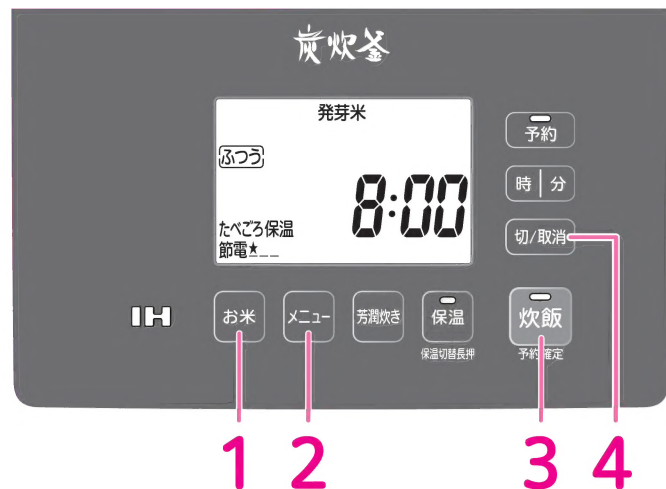 炭炊釜
発芽米
ふつう
8:00
たべごろ保温
節電★__
予約
時|分
切/取消
IH
お米
メニュー
芳潤炊き
保温
炊飯
保温切替長押
予約確定
1
2
3
4